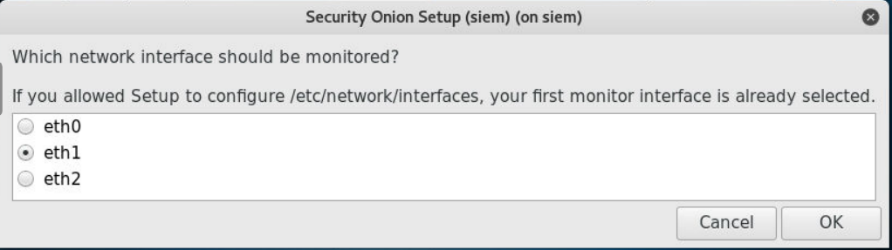 Security Onion Setup (siem) (on siem)
Which network interface should be monitored?
If you allowed Setup to configure /etc/network/interfaces, your first monitor interface is already selected.
eth0
eth1
eth2
Cancel OK